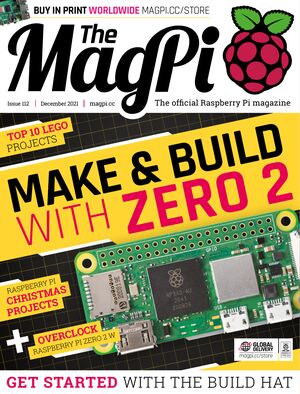 BUY IN PRINT WORLDWIDE MAGPI.CC/STORE
The
MagPi
Issue 112 | December 2021 | magpi.cc
The official Raspberry Pi magazine
TOP 10 LEGO
PROJECTS
MAKE & BUILD
WITH ZERO 2
RASPBERRY PI
CHRISTMAS
PROJECTS
+ OVERCLOCK
RASPBERRY PI ZERO 2 W
GLOBAL
DELIVERY
magpi.cc/store
GET STARTED WITH THE BUILD HAT